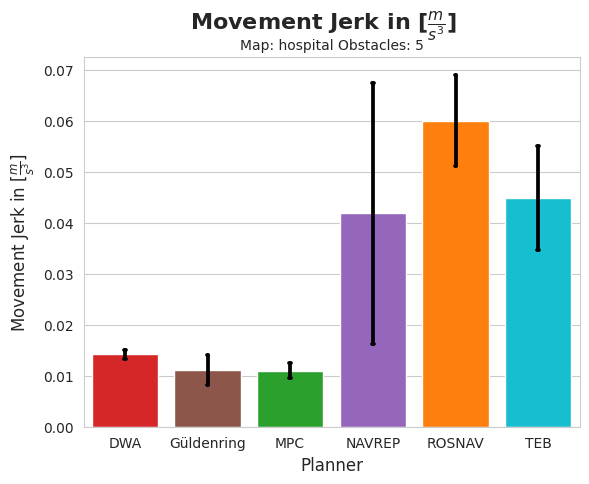 Movement Jerk in [m/s³]
Map: hospital Obstacles: 5
Movement Jerk in [m/s³]
0.07
0.06
0.05
0.04
0.03
0.02
0.01
0.00
DWA Güldenring MPC NAVREP ROSNAV TEB
Planner